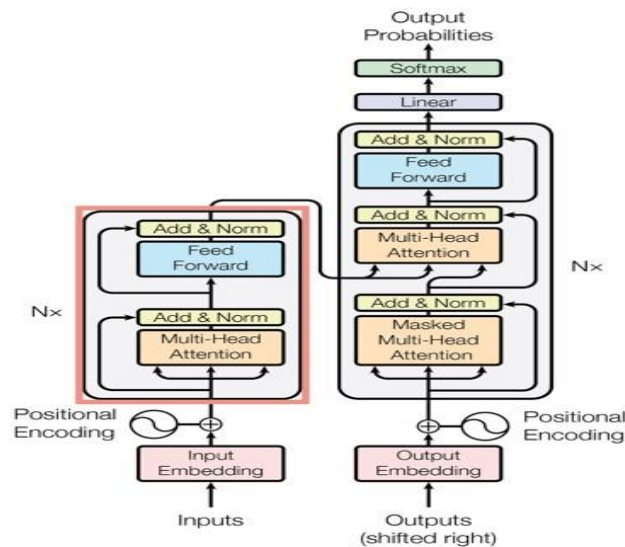 Output
Probabilities
Softmax
Linear
Add & Norm
Feed
Forward
Add & Norm
Multi-Head
Attention
Add & Norm
Masked
Multi-Head
Attention
Nx
Add & Norm
Feed
Forward
Add & Norm
Multi-Head
Attention
Nx
Positional
Encoding
Positional
Encoding
Input
Embedding
Output
Embedding
Inputs
Outputs
(shifted right)